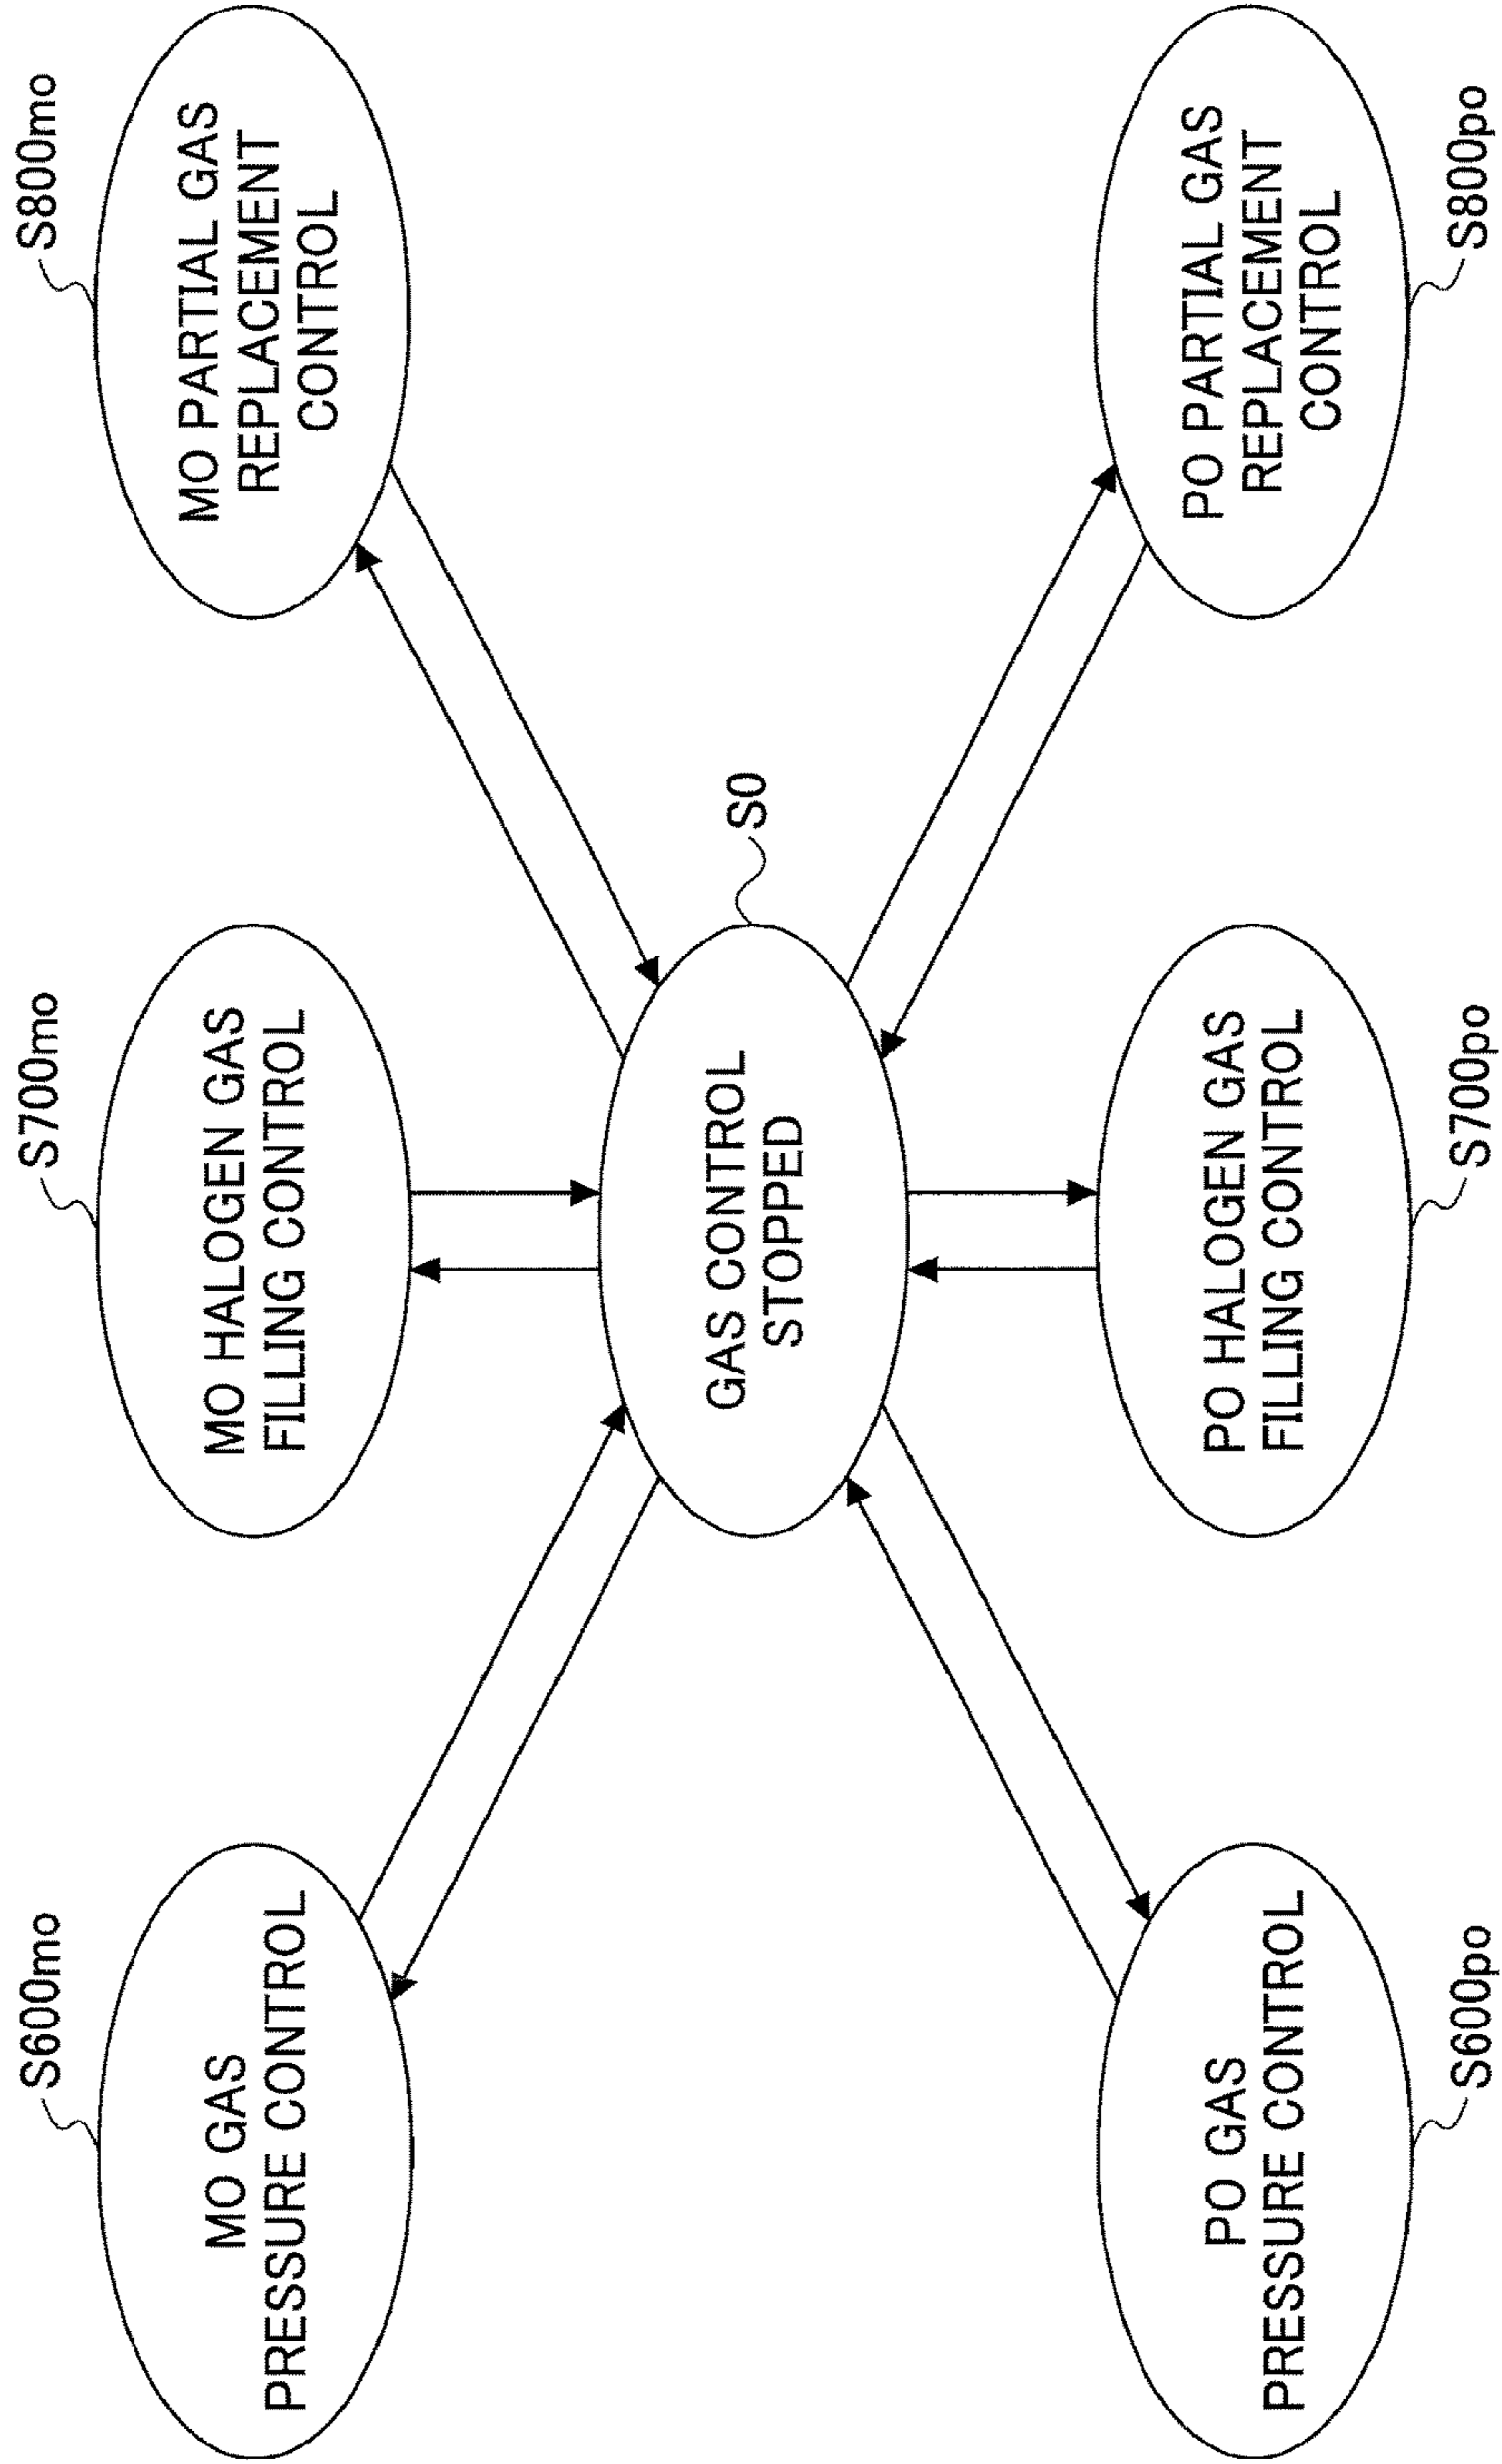 S600mo
MO GAS
PRESSURE CONTROL
S700mo
MO HALOGEN GAS
FILLING CONTROL
S800mo
MO PARTIAL GAS
REPLACEMENT
CONTROL
GAS CONTROL
STOPPED
S0
PO GAS
PRESSURE CONTROL
S600po
PO HALOGEN GAS
FILLING CONTROL
S700po
PO PARTIAL GAS
REPLACEMENT
CONTROL
S800po